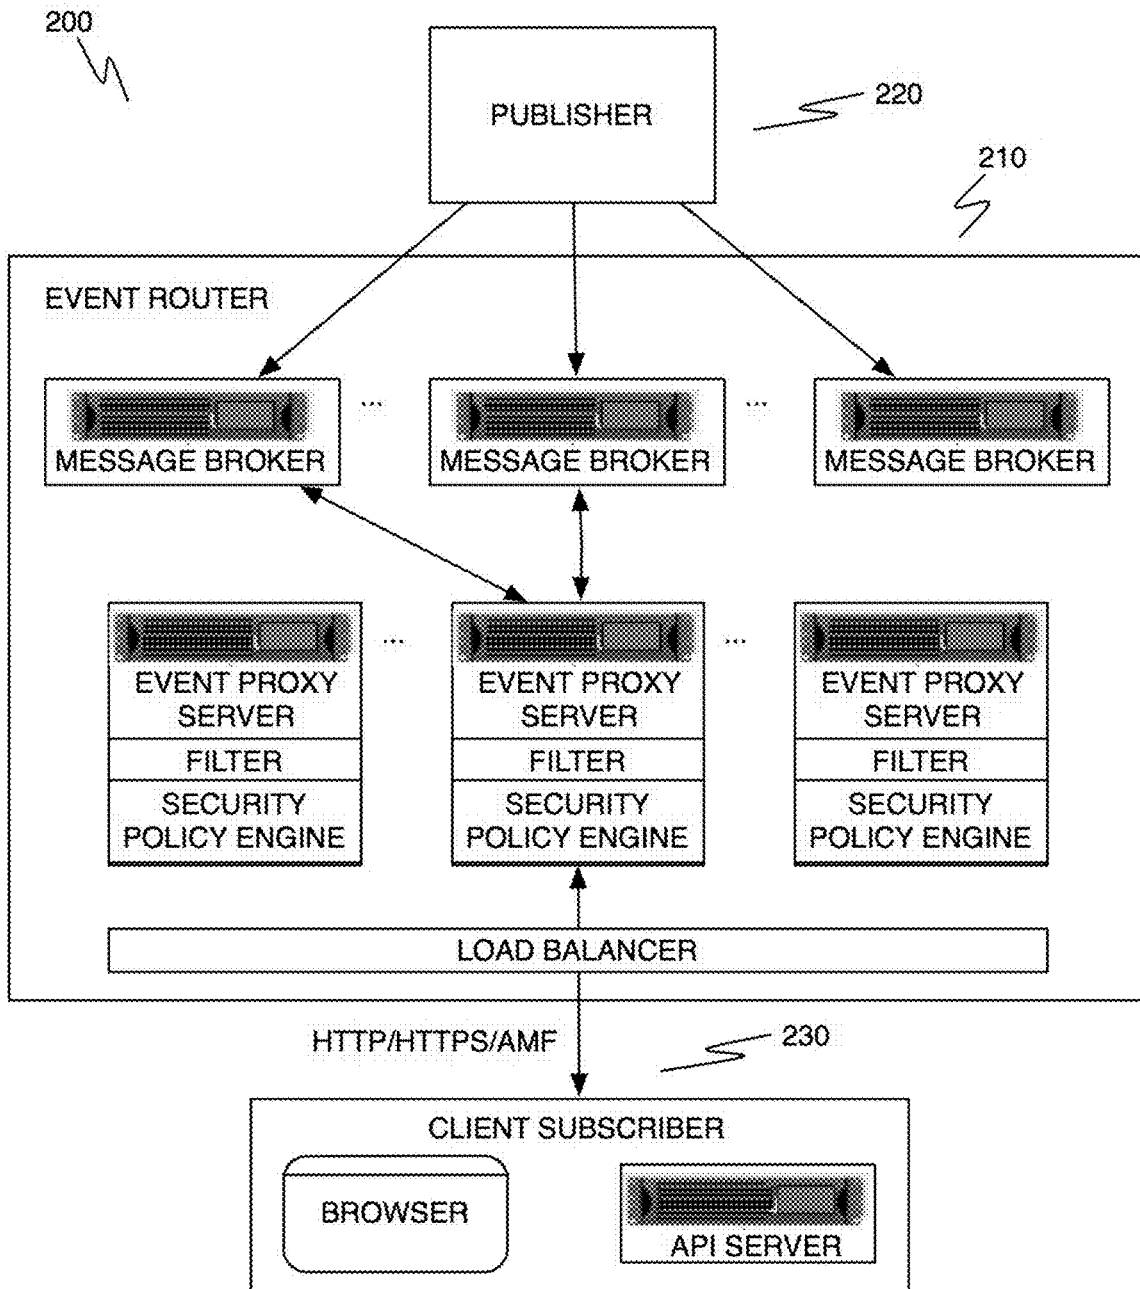 200
PUBLISHER
220
210
EVENT ROUTER
... ...
MESSAGE BROKER MESSAGE BROKER MESSAGE BROKER
... ...
EVENT PROXY EVENT PROXY EVENT PROXY
SERVER SERVER SERVER
FILTER FILTER FILTER
SECURITY SECURITY SECURITY
POLICY ENGINE POLICY ENGINE POLICY ENGINE
LOAD BALANCER
HTTP/HTTPS/AMF
230
CLIENT SUBSCRIBER
BROWSER
API SERVER